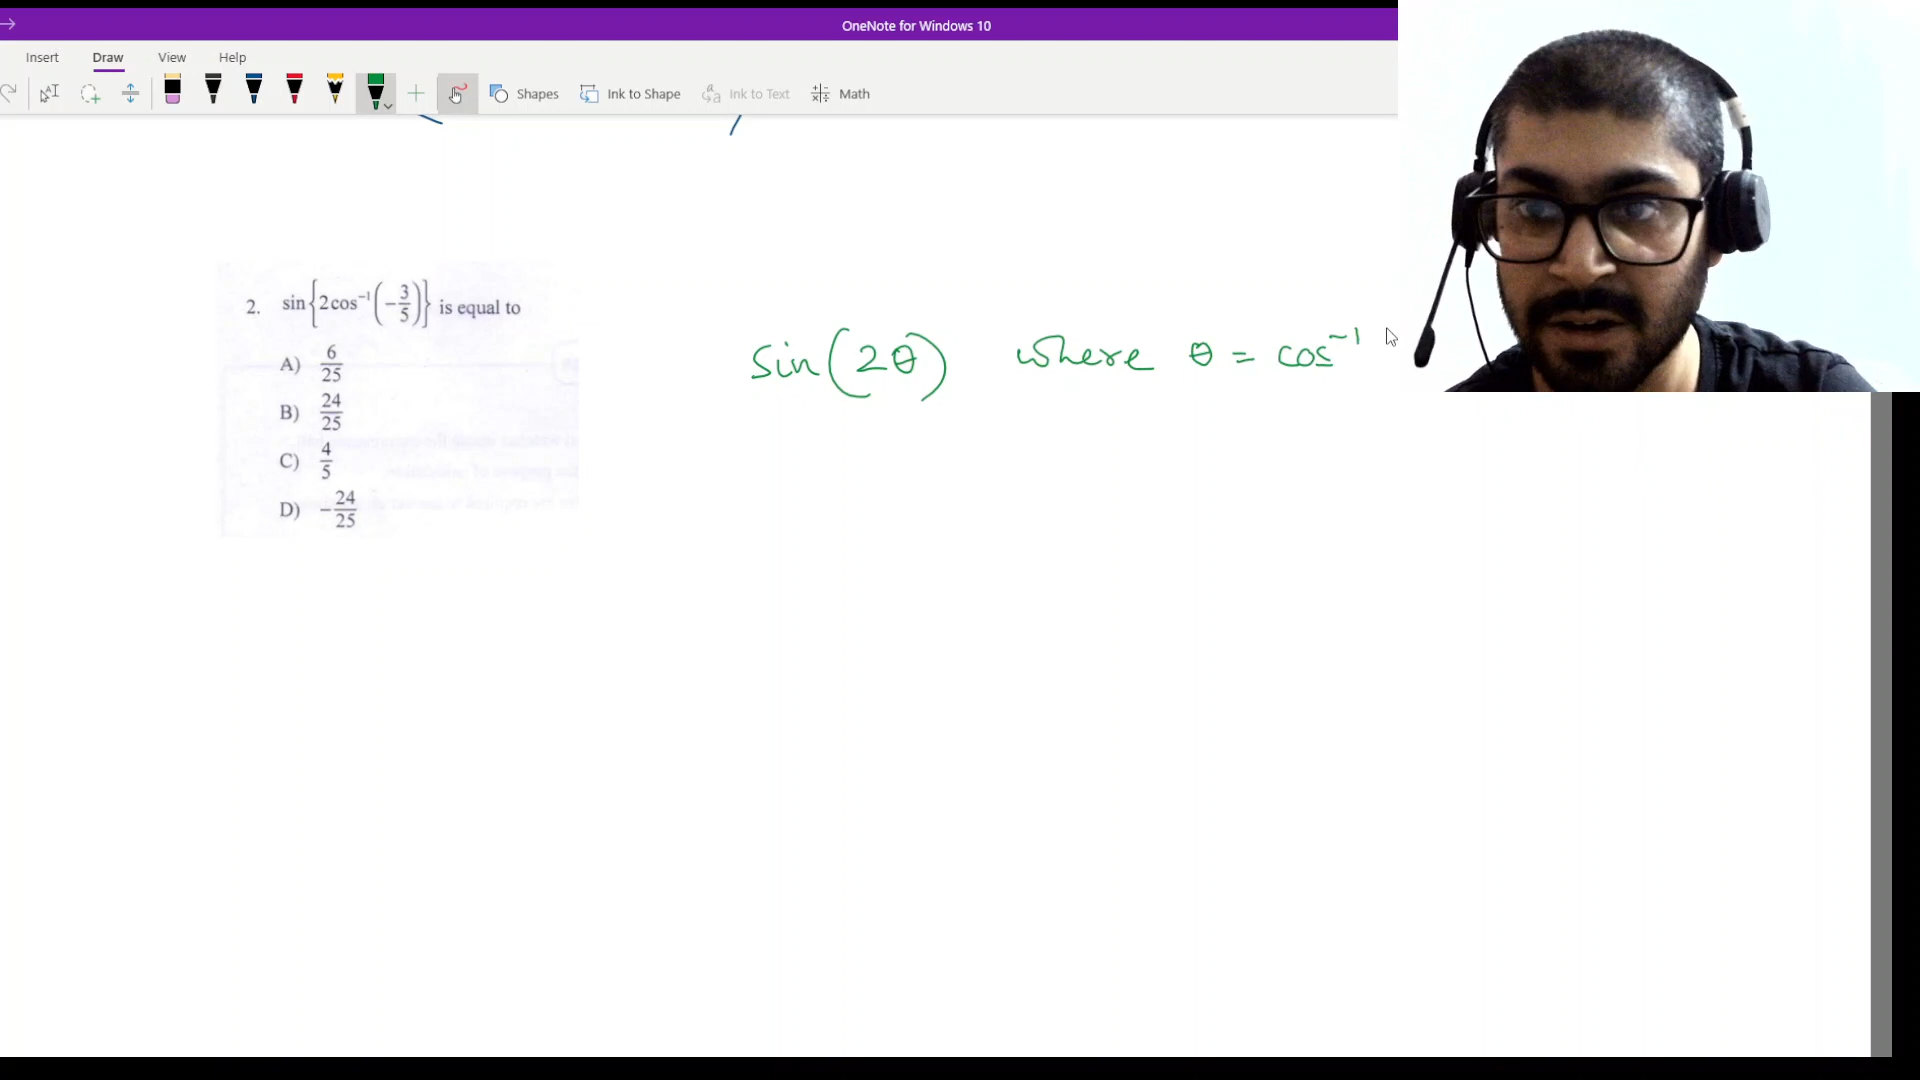 OneNote for Windows 10
Insert Draw View Help
Shapes Ink to Shape Ink to Text Math
2. sin{2cos⁻¹(-3/5)} is equal to
A) 6/25
B) 24/25
C) 4/5
D) -24/25
sin(2θ) where θ = cos⁻¹